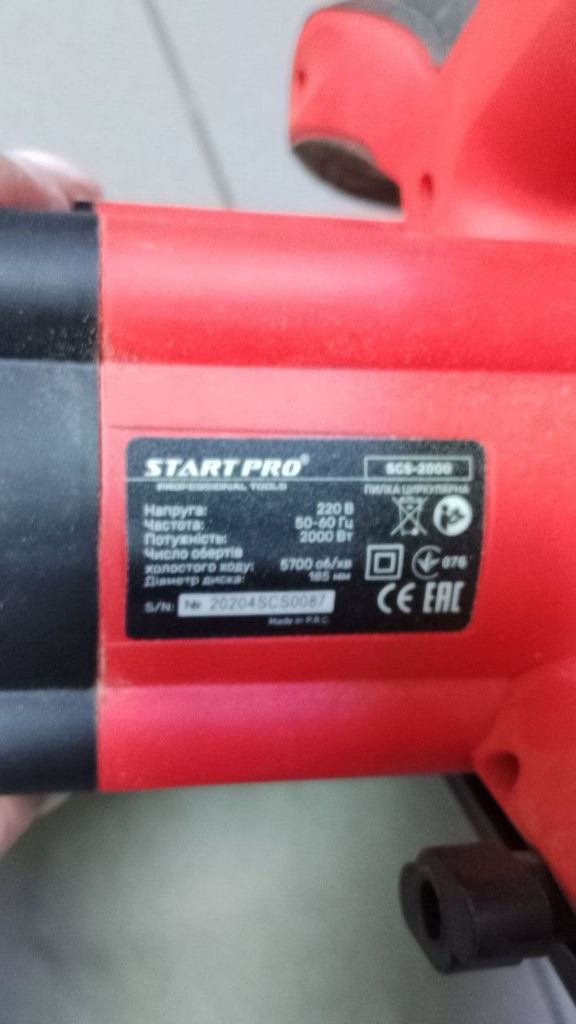 START PRO®
PROFESSIONAL TOOLS
SCS-2000
ПИЛКА ЦИРКУЛЯРНА
Напруга: 220 В
Частота: 50-60 Гц
Потужність: 2000 Вт
Число обертів
холостого ходу: 5700 об/хв
Діаметр диска: 185 мм
076
S/N: № 20204SCS0087
CE EAC
Made in P.R.C.